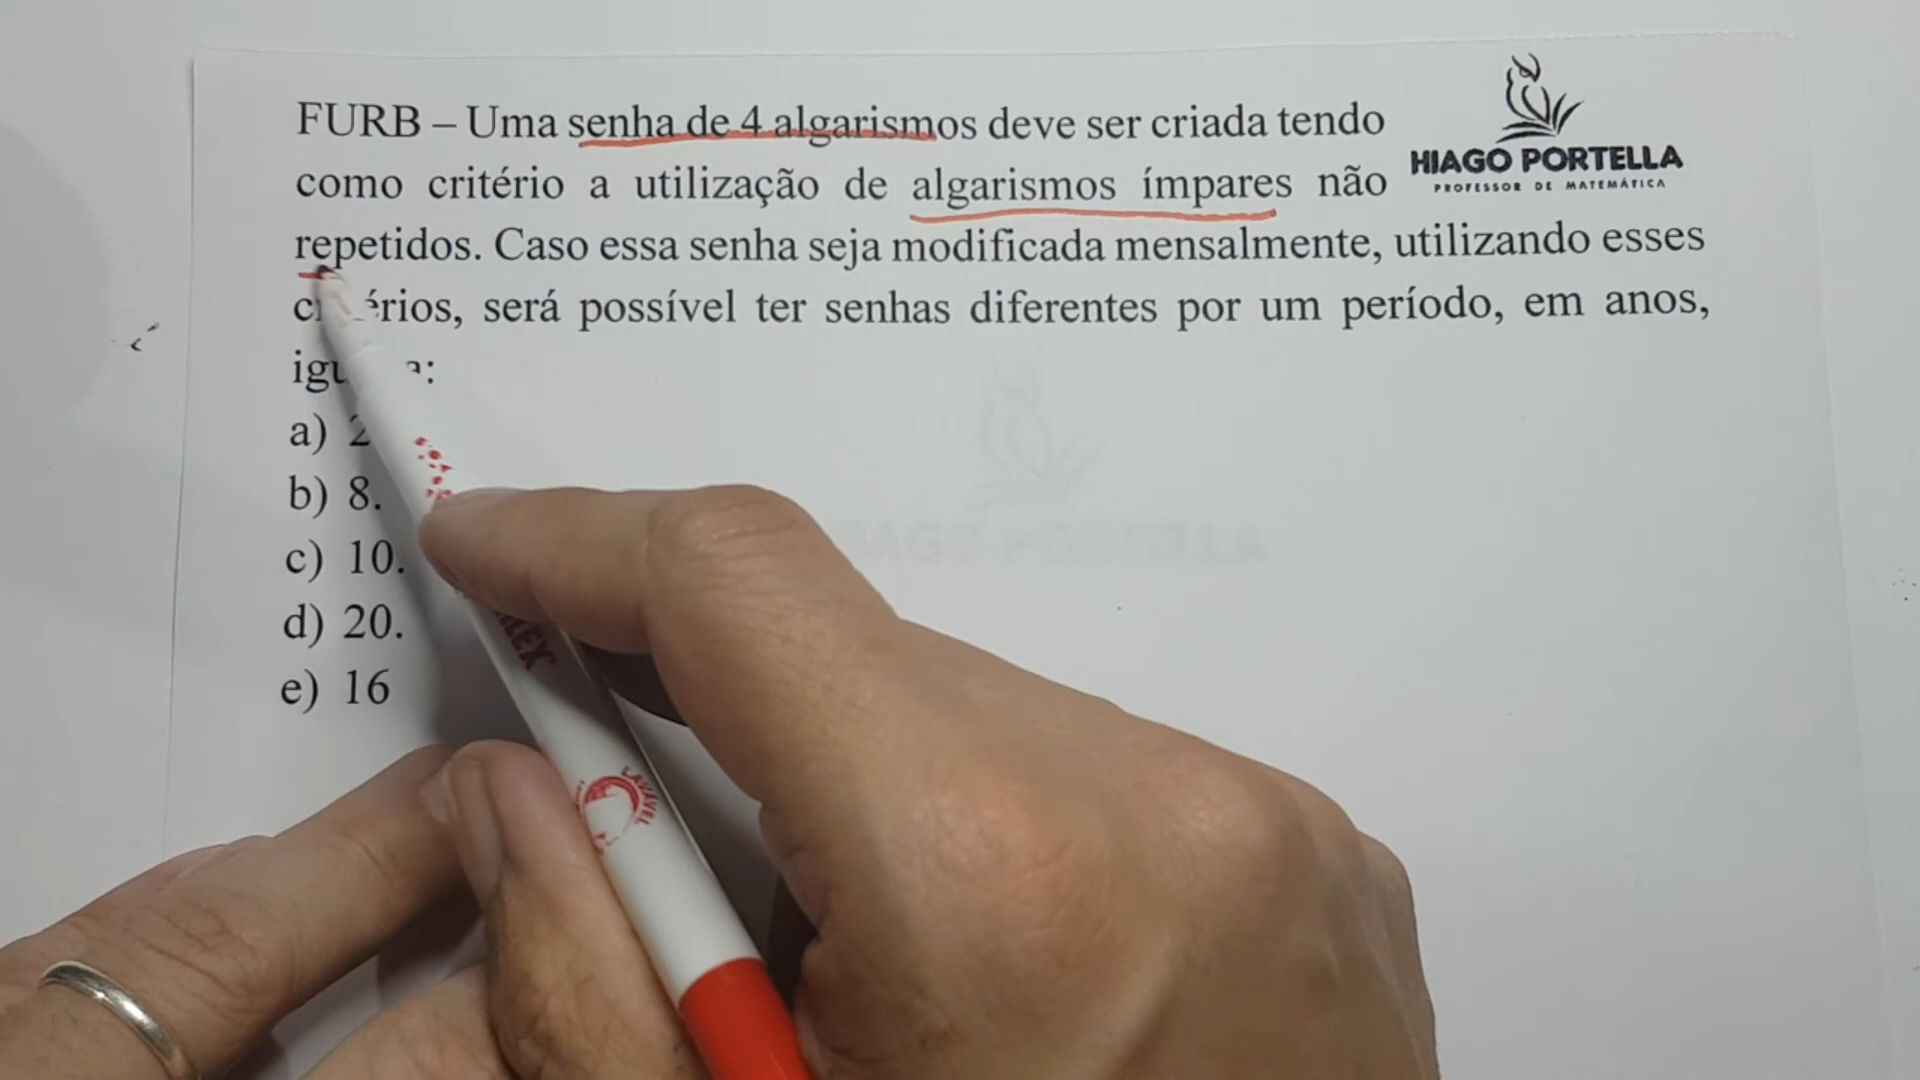 FURB – Uma senha de 4 algarismos deve ser criada tendo
como critério a utilização de algarismos ímpares não
HIAGO PORTELLA
PROFESSOR DE MATEMÁTICA
repetidos. Caso essa senha seja modificada mensalmente, utilizando esses
será possível ter senhas diferentes por um período, em anos,
a)
b) 8.
c) 10.
d) 20.
e) 16
LAVÁVEL